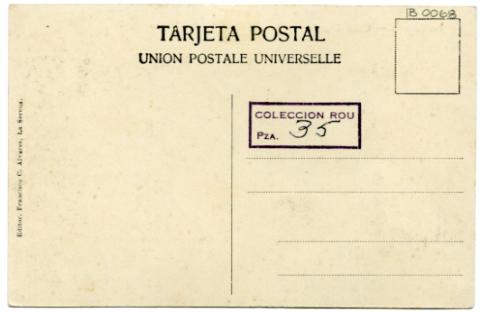 IB 0068
TARJETA POSTAL
UNION POSTALE UNIVERSELLE
COLECCION ROU
Pza. 35
Editor, Francisco C. Alvarez, La Serena.